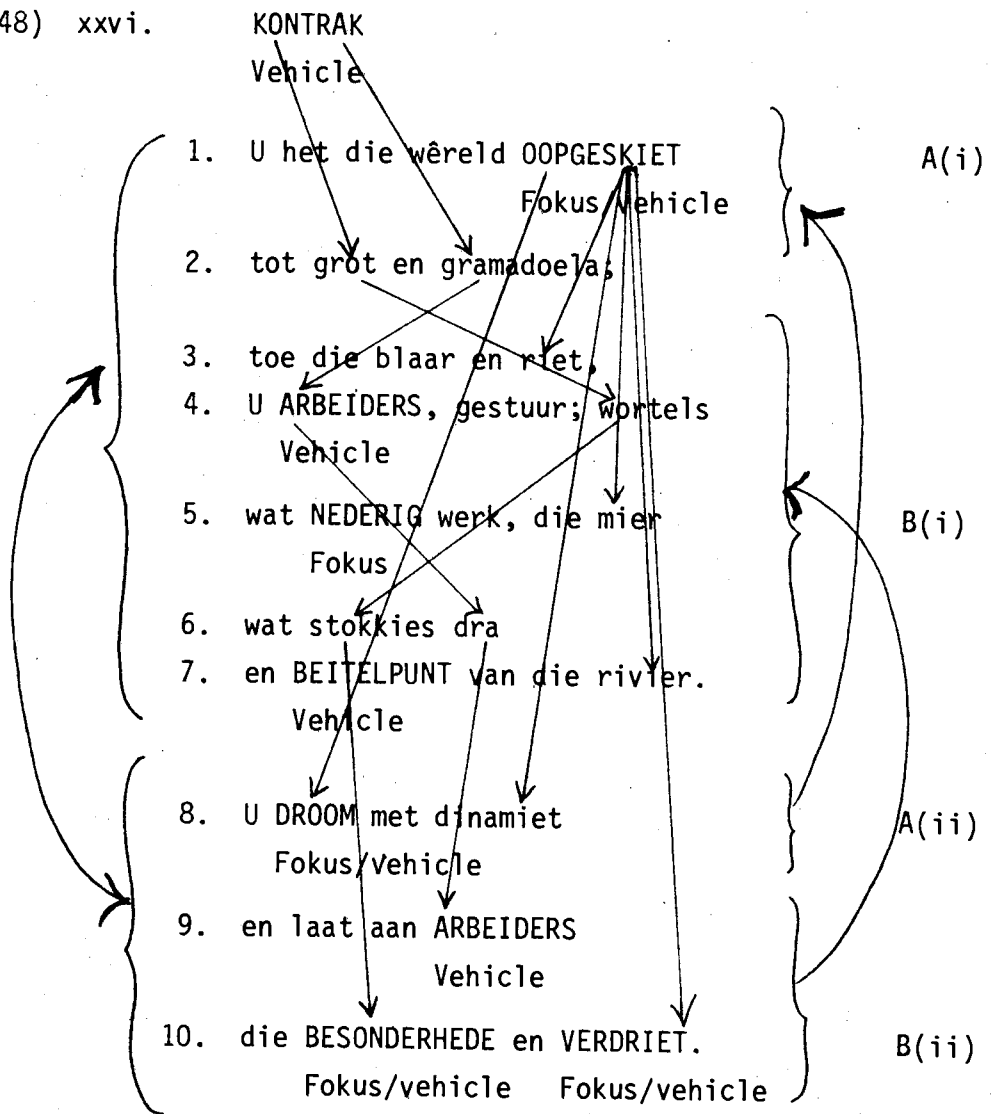 48) xxvi. KONTRAK
Vehicle
1. U het die wêreld OOPGESKIET A(i)
Fokus/Vehicle
2. tot grot en gramadoela;
3. toe die blaar en riet,
4. U ARBEIDERS, gestuur; wortels
Vehicle
5. wat NEDERIG werk, die mier B(i)
Fokus
6. wat stokkies dra
7. en BEITELPUNT van die rivier.
Vehicle
8. U DROOM met dinamiet A(ii)
Fokus/Vehicle
9. en laat aan ARBEIDERS
Vehicle
10. die BESONDERHEDE en VERDRIET. B(ii)
Fokus/vehicle Fokus/vehicle